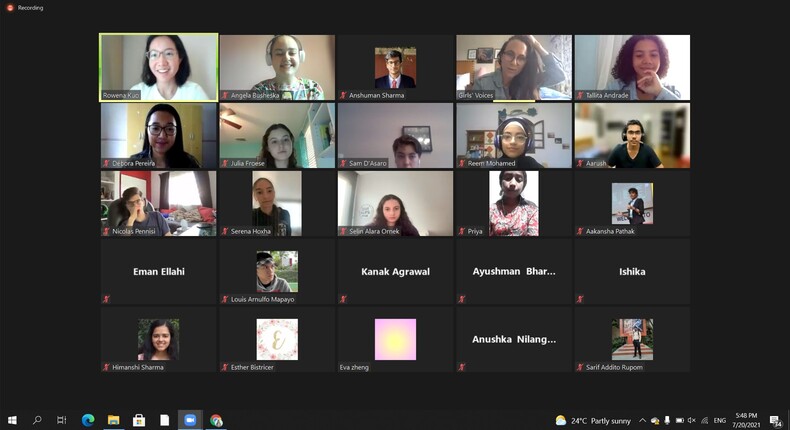 Recording
Rowena Kuo
Angela Busheska
Anshuman Sharma
Girls' Voices
Tallita Andrade
Débora Pereira
Julia Froese
Sam D'Asaro
Reem Mohamed
Aarush
Nicolas Pennisi
Serena Hoxha
Selin Alara Ornek
Priya
Aakansha Pathak
Eman Ellahi
Louis Arnulfo Mapayo
Kanak Agrawal
Ayushman Bhar...
Ishika
Himanshi Sharma
E
Esther Bistricer
Eva zheng
Anushka Nilang...
Sarif Addito Rupom
24°C Partly sunny
ENG
5:48 PM
7/20/2021